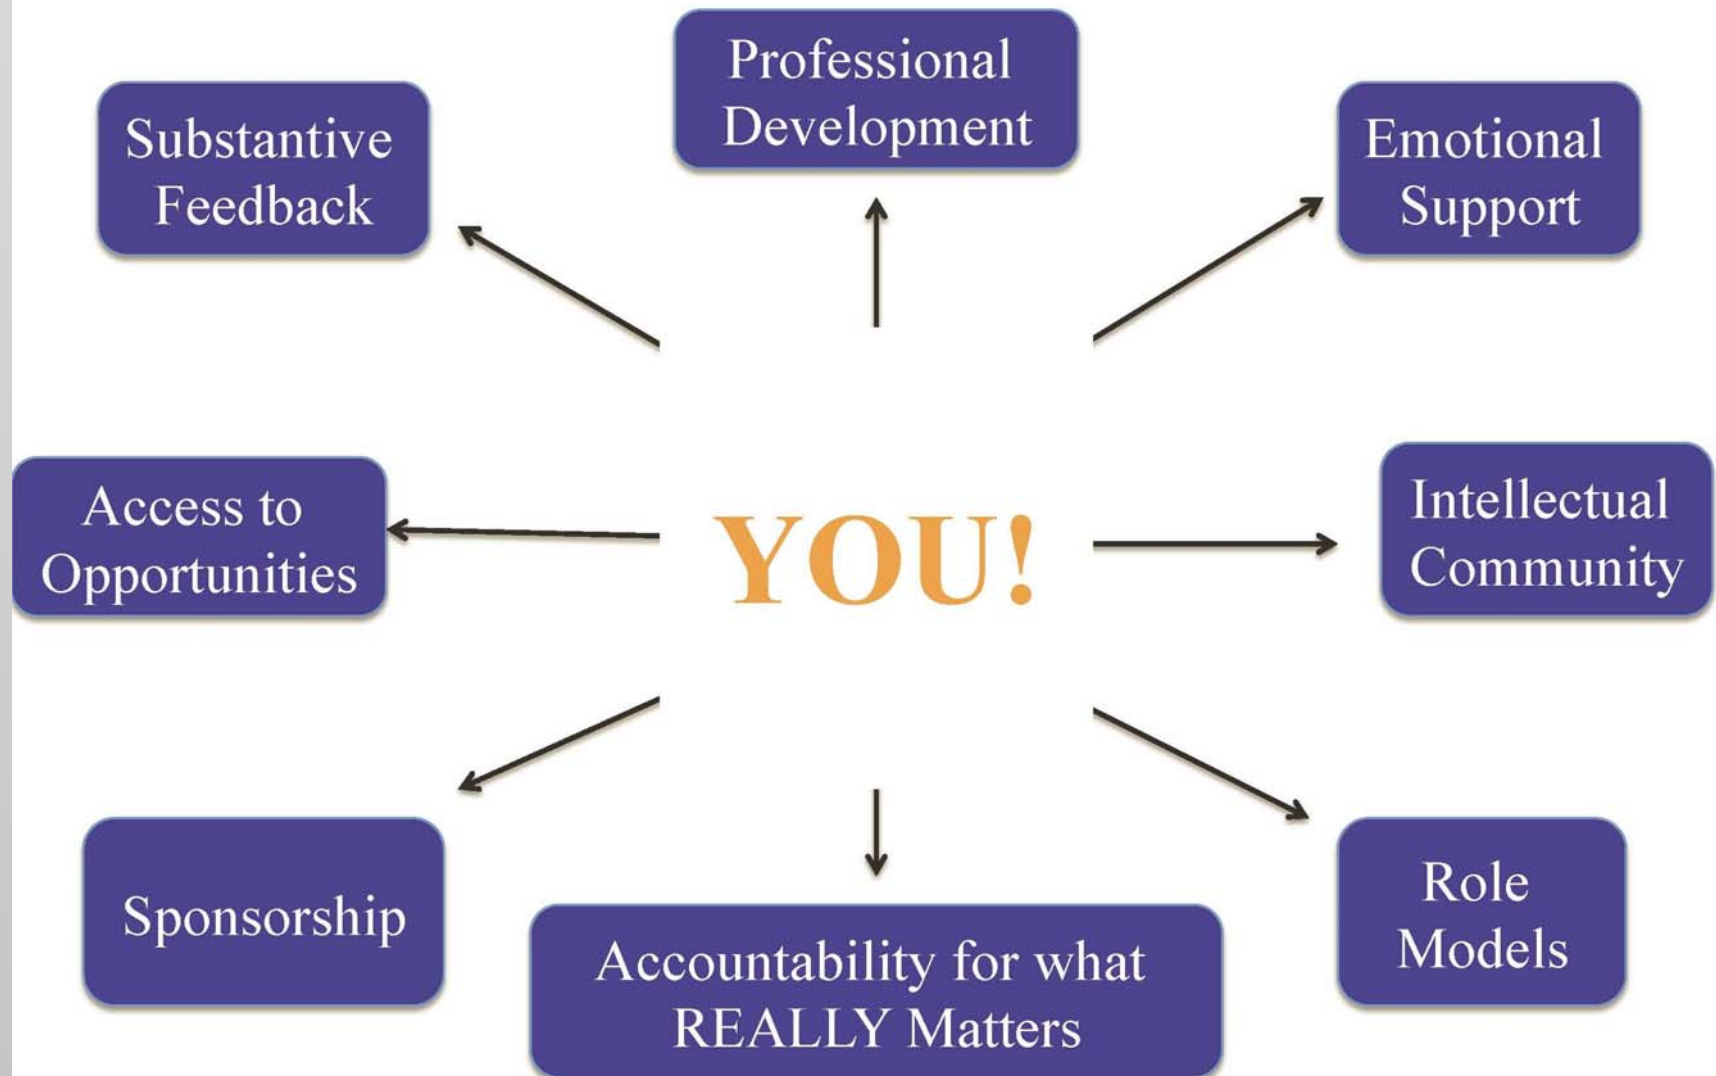 Professional
Development
Substantive
Feedback
Emotional
Support
Access to
Opportunities
YOU!
Intellectual
Community
Sponsorship
Accountability for what
REALLY Matters
Role
Models